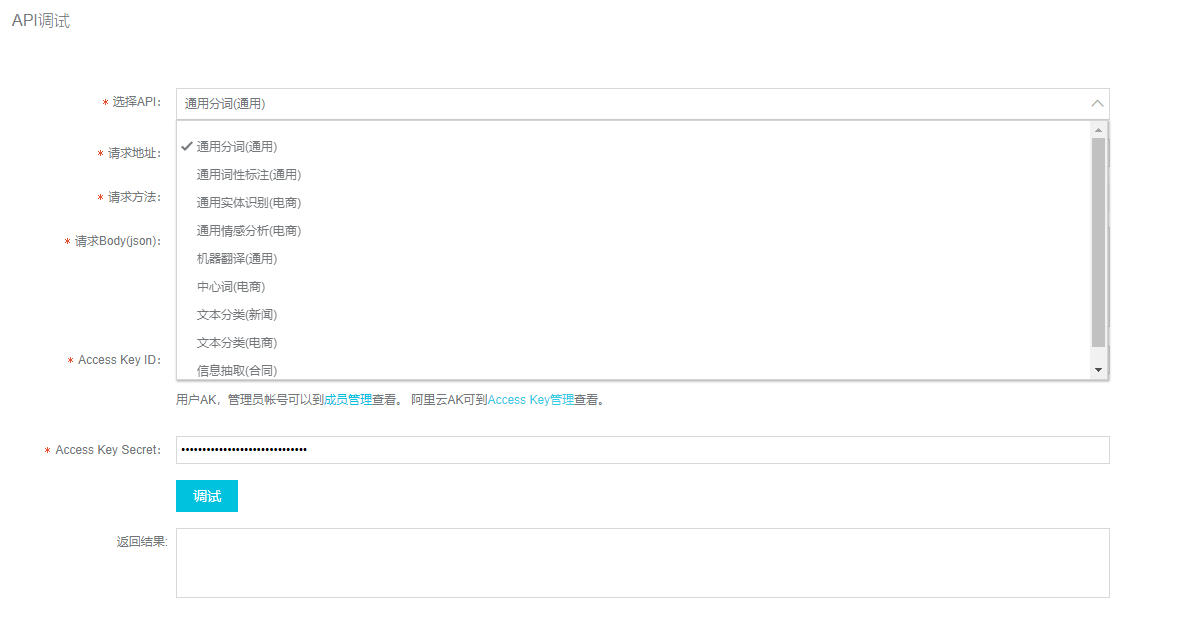 API调试
* 选择API:
通用分词(通用)
通用分词(通用)
* 请求地址:
通用词性标注(通用)
* 请求方法:
通用实体识别(电商)
通用情感分析(电商)
* 请求Body(json):
机器翻译(通用)
中心词(电商)
文本分类(新闻)
文本分类(电商)
* Access Key ID:
信息抽取(合同)
用户AK，管理员帐号可以到成员管理查看。 阿里云AK可到Access Key管理查看。
* Access Key Secret:
调试
返回结果: